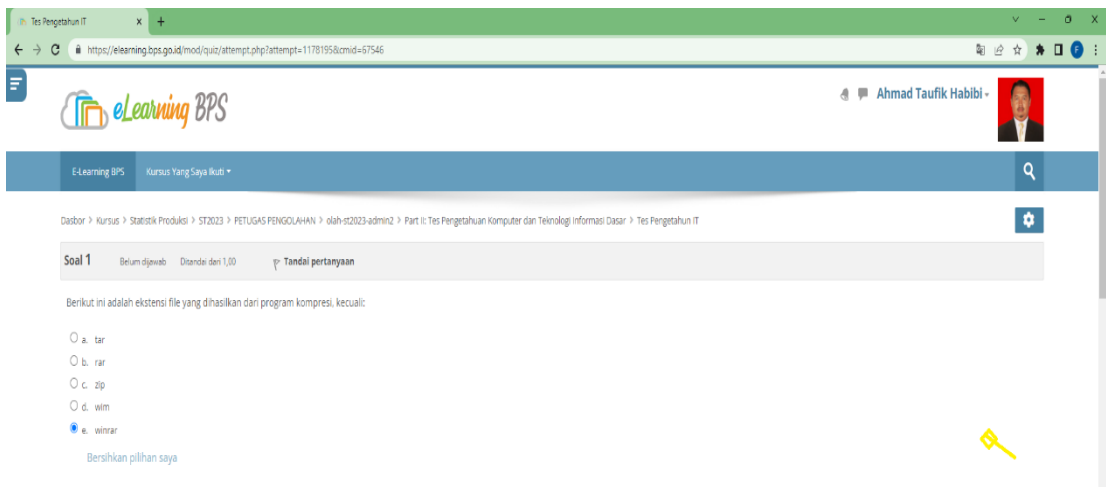 Tes Pengetahun IT
https://elearning.bps.go.id/mod/quiz/attempt.php?attempt=1178195&cmid=67546
F
eLearning BPS
Ahmad Taufik Habibi
E-Learning BPS Kursus Yang Saya Ikuti
Dasbor > Kursus > Statistik Produksi > ST2023 > PETUGAS PENGOLAHAN > olah-st2023-admin2 > Part II: Tes Pengetahuan Komputer dan Teknologi Informasi Dasar > Tes Pengetahun IT
Soal 1 Belum dijawab Ditandai dari 1,00 Tandai pertanyaan
Berikut ini adalah ekstensi file yang dihasilkan dari program kompresi, kecuali:
a. tar
b. rar
c. zip
d. wim
e. winrar
Bersihkan pilihan saya